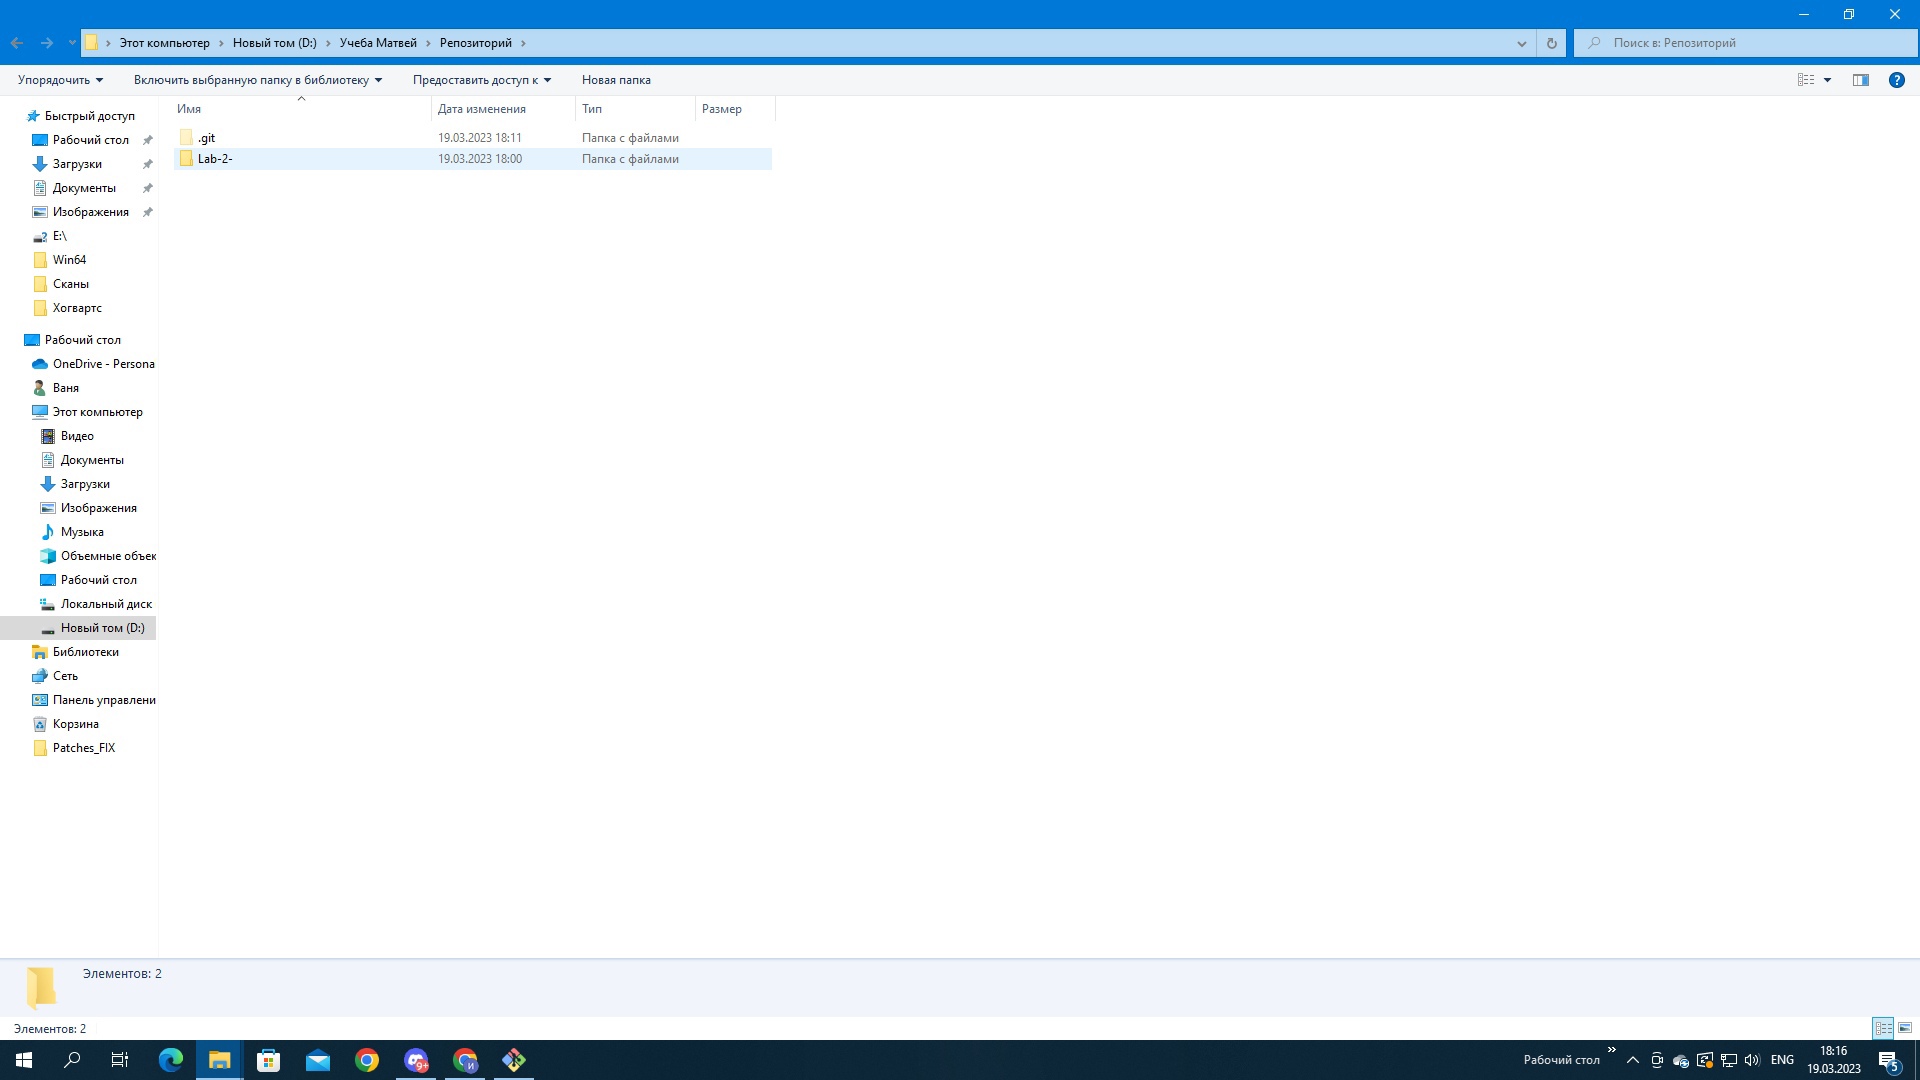 Этот компьютер
Новый том (D:)
Учеба Матвей
Репозиторий
Поиск в: Репозиторий
Упорядочить
Включить выбранную папку в библиотеку
Предоставить доступ к
Новая папка
Имя
Дата изменения
Тип
Размер
.git 19.03.2023 18:11 Папка с файлами
Lab-2- 19.03.2023 18:00 Папка с файлами
Быстрый доступ
Рабочий стол
Загрузки
Документы
Изображения
E:\
Win64
Сканы
Хогвартс
Рабочий стол
OneDrive - Persona
Ваня
Этот компьютер
Видео
Документы
Загрузки
Изображения
Музыка
Объемные объек
Рабочий стол
Локальный диск
Новый том (D:)
Библиотеки
Сеть
Панель управлени
Корзина
Patches_FIX
Элементов: 2
Элементов: 2
9+
и
Рабочий стол
ENG
18:16
19.03.2023
5